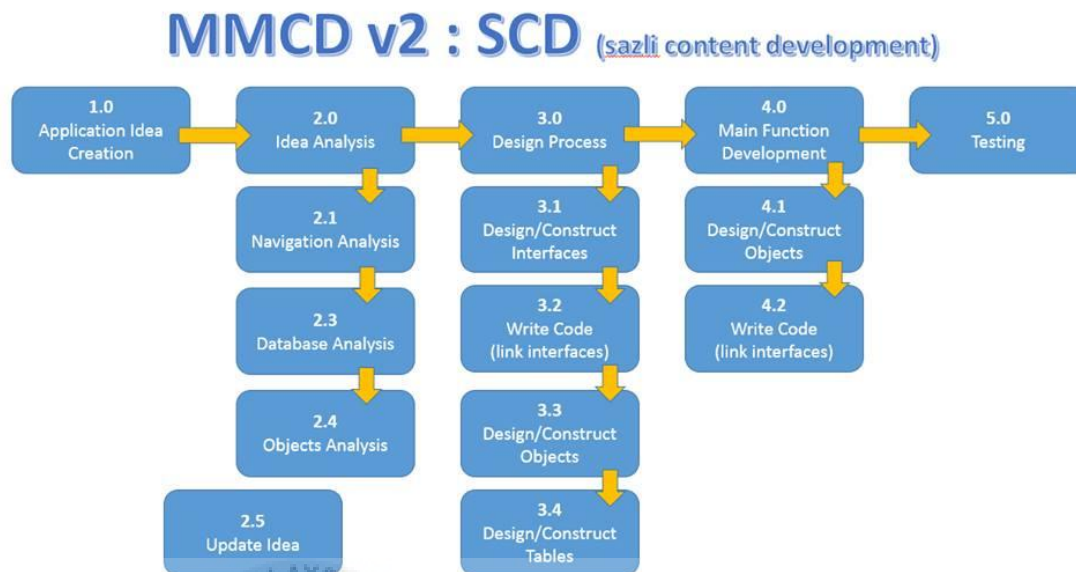 MMCD v2 : SCD (sazli content development)
1.0
Application Idea
Creation
2.0
Idea Analysis
3.0
Design Process
4.0
Main Function
Development
5.0
Testing
2.1
Navigation Analysis
3.1
Design/Construct
Interfaces
4.1
Design/Construct
Objects
2.3
Database Analysis
3.2
Write Code
(link interfaces)
4.2
Write Code
(link interfaces)
2.4
Objects Analysis
3.3
Design/Construct
Objects
2.5
Update Idea
3.4
Design/Construct
Tables